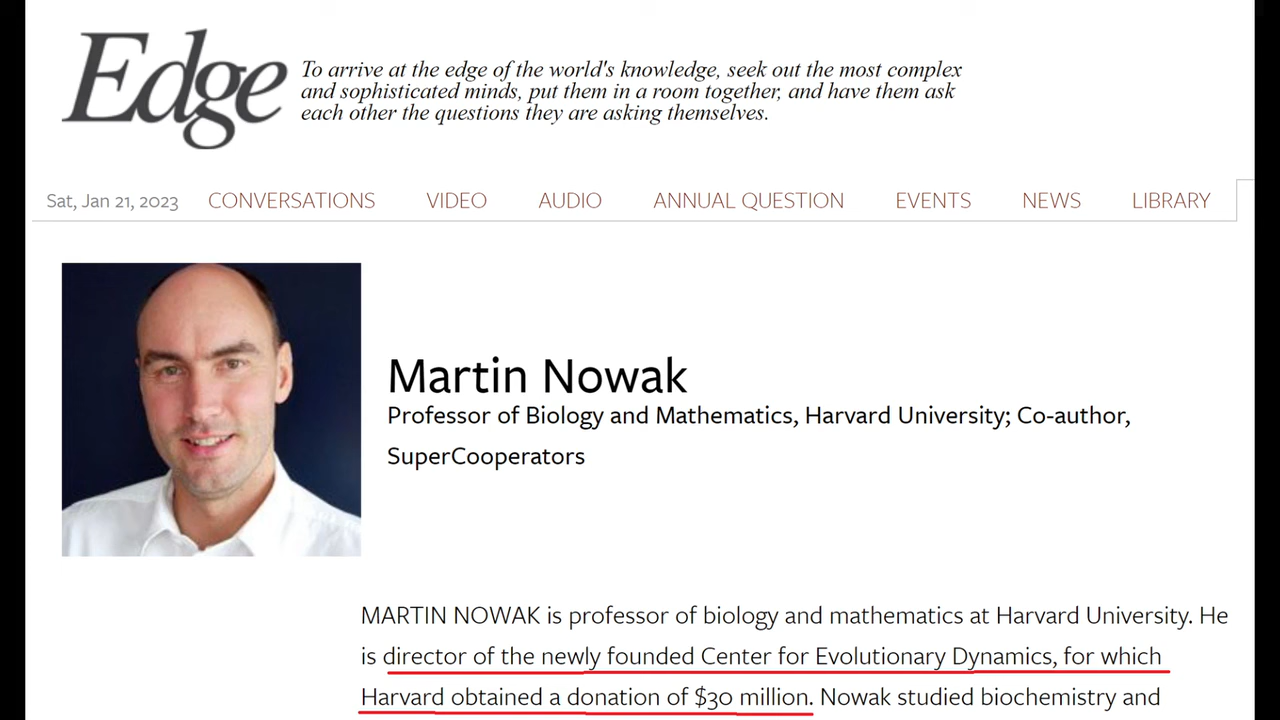 Edge
To arrive at the edge of the world's knowledge, seek out the most complex
and sophisticated minds, put them in a room together, and have them ask
each other the questions they are asking themselves.
Sat, Jan 21, 2023 CONVERSATIONS VIDEO AUDIO ANNUAL QUESTION EVENTS NEWS LIBRARY
Martin Nowak
Professor of Biology and Mathematics, Harvard University; Co-author,
SuperCooperators
MARTIN NOWAK is professor of biology and mathematics at Harvard University. He
is director of the newly founded Center for Evolutionary Dynamics, for which
Harvard obtained a donation of $30 million. Nowak studied biochemistry and